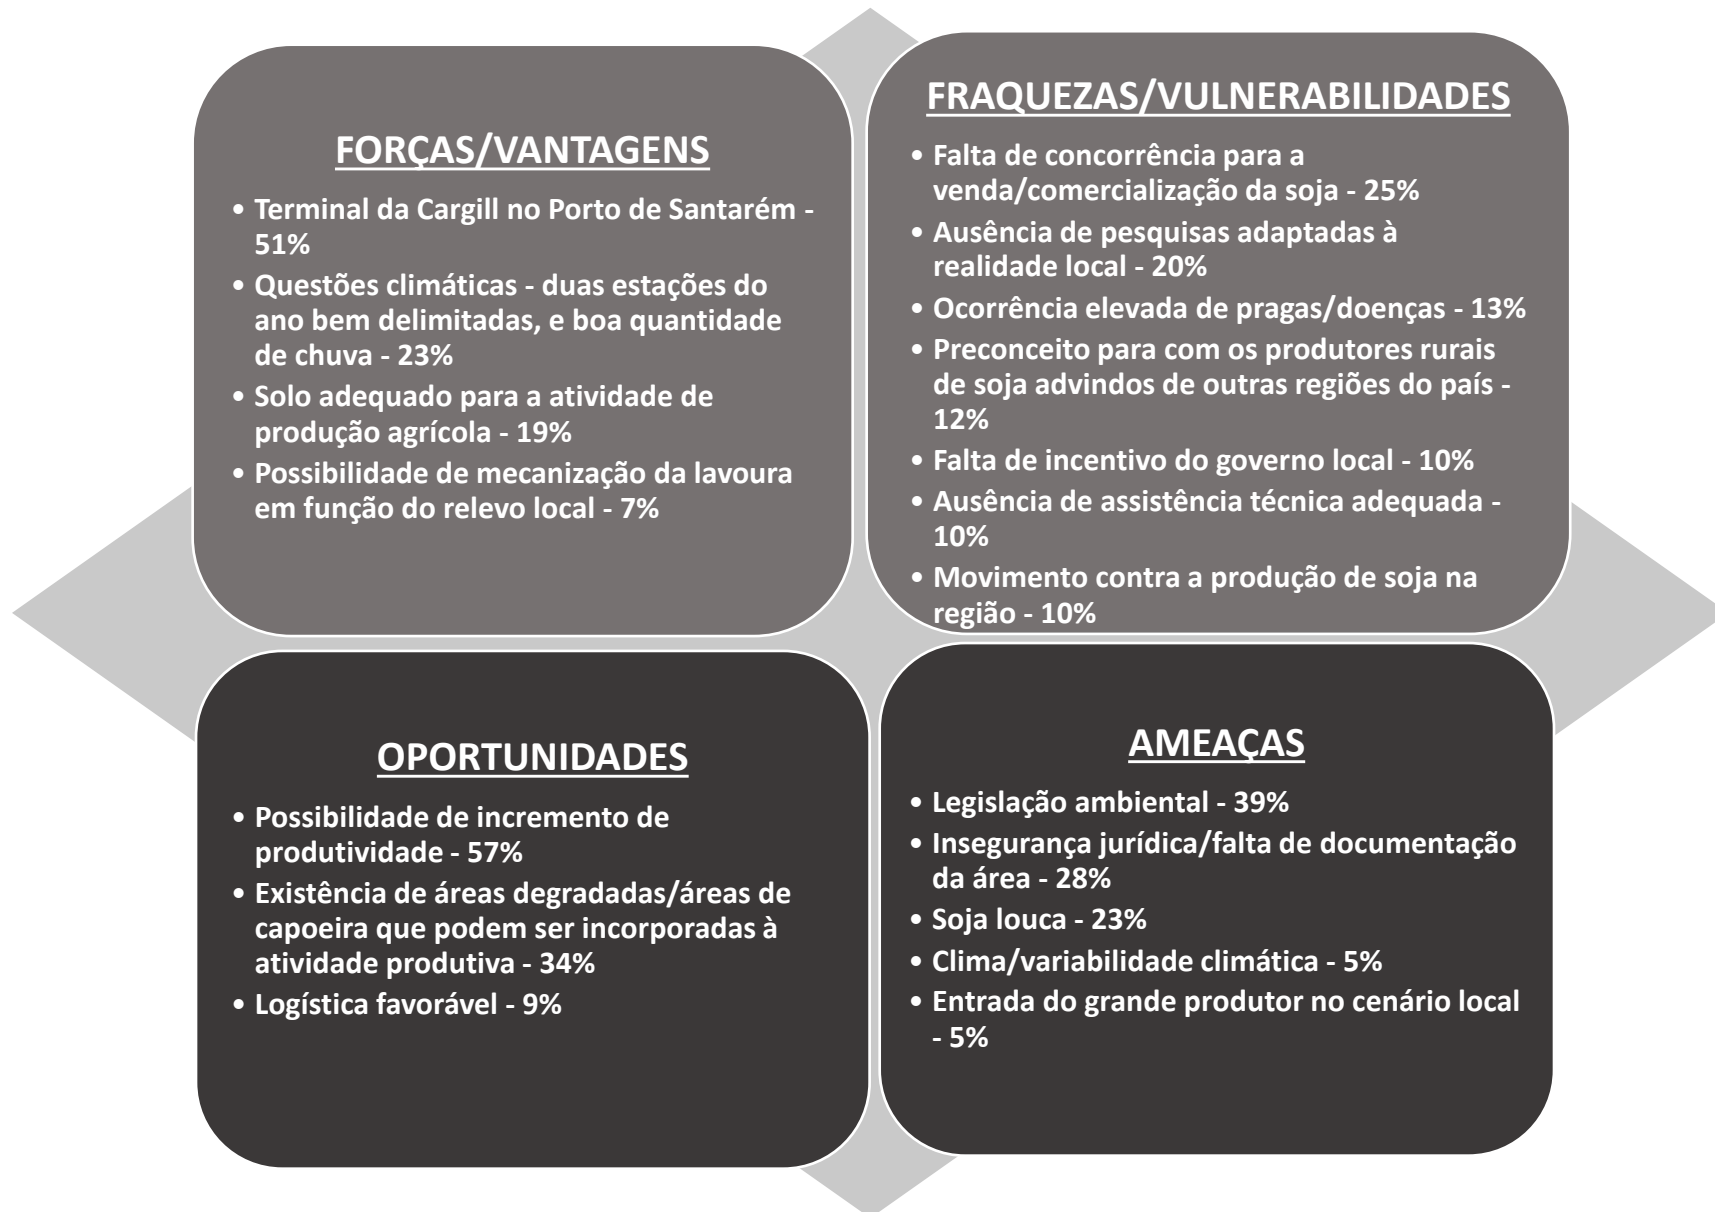 FORÇAS/VANTAGENS
• Terminal da Cargill no Porto de Santarém -
51%
• Questões climáticas - duas estações do
ano bem delimitadas, e boa quantidade
de chuva - 23%
• Solo adequado para a atividade de
produção agrícola - 19%
• Possibilidade de mecanização da lavoura
em função do relevo local - 7%
FRAQUEZAS/VULNERABILIDADES
• Falta de concorrência para a
venda/comercialização da soja - 25%
• Ausência de pesquisas adaptadas à
realidade local - 20%
• Ocorrência elevada de pragas/doenças - 13%
• Preconceito para com os produtores rurais
de soja advindos de outras regiões do país -
12%
• Falta de incentivo do governo local - 10%
• Ausência de assistência técnica adequada -
10%
• Movimento contra a produção de soja na
região - 10%
OPORTUNIDADES
• Possibilidade de incremento de
produtividade - 57%
• Existência de áreas degradadas/áreas de
capoeira que podem ser incorporadas à
atividade produtiva - 34%
• Logística favorável - 9%
AMEAÇAS
• Legislação ambiental - 39%
• Insegurança jurídica/falta de documentação
da área - 28%
• Soja louca - 23%
• Clima/variabilidade climática - 5%
• Entrada do grande produtor no cenário local
- 5%